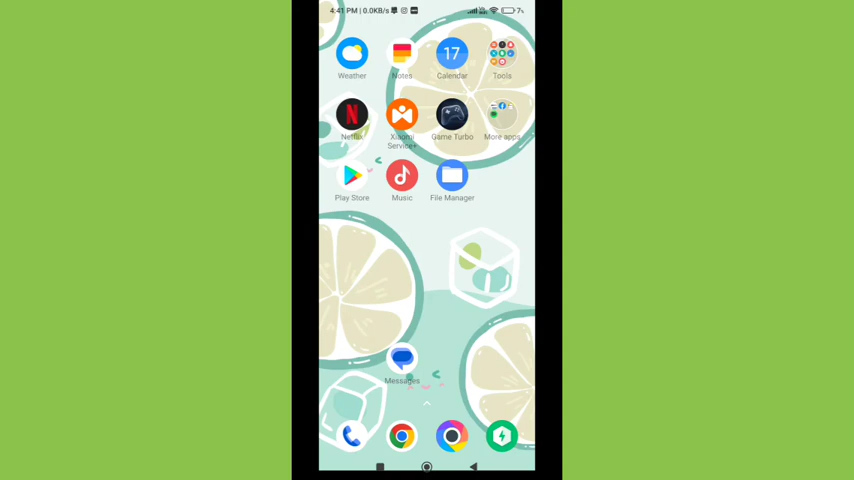 4:41 PM | 0.0KB/s 7%
Weather Notes 17 Calendar Tools
Netflix Xiaomi Service+ Game Turbo More apps
Play Store Music File Manager
Messages